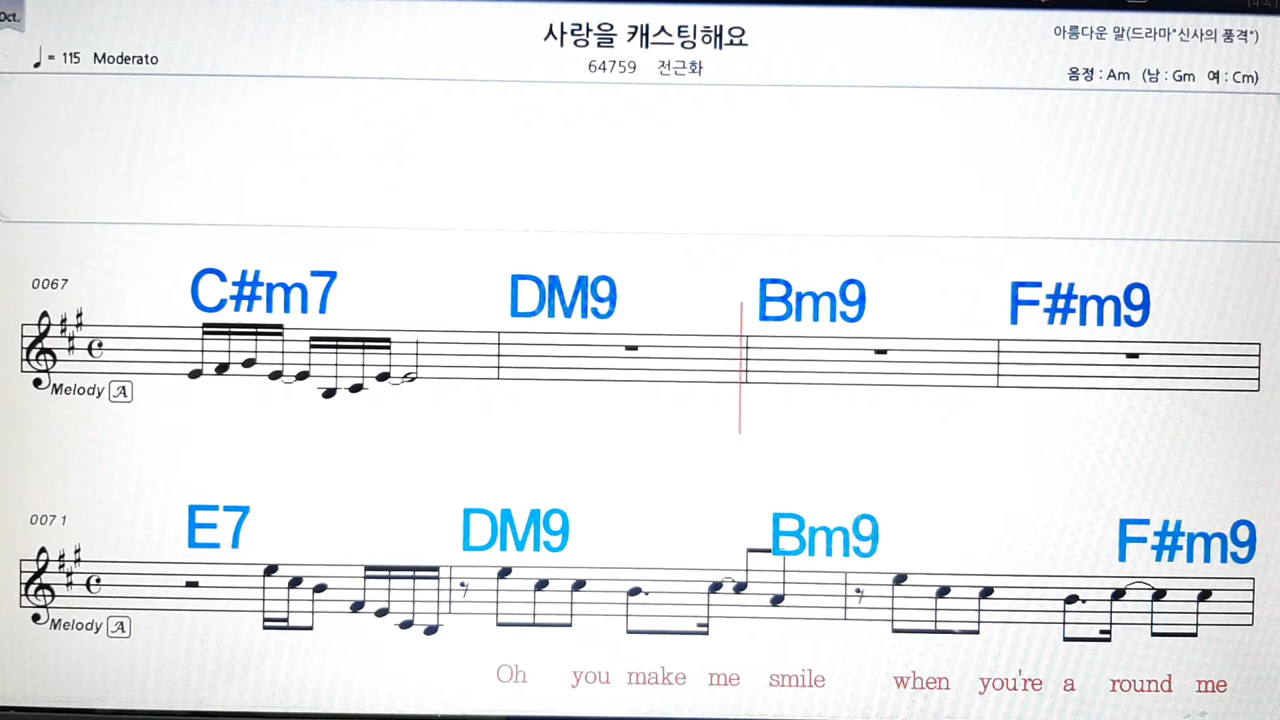 Oct.
사랑을 캐스팅해요
아름다운 말(드라마"신사의 품격")
= 115 Moderato
64759 전근화
음정 : Am (남 : Gm 여 : Cm)
0067
C#m7 DM9 Bm9 F#m9
Melody A
0071
E7 DM9 Bm9 F#m9
Melody A
Oh you make me smile when you're a round me